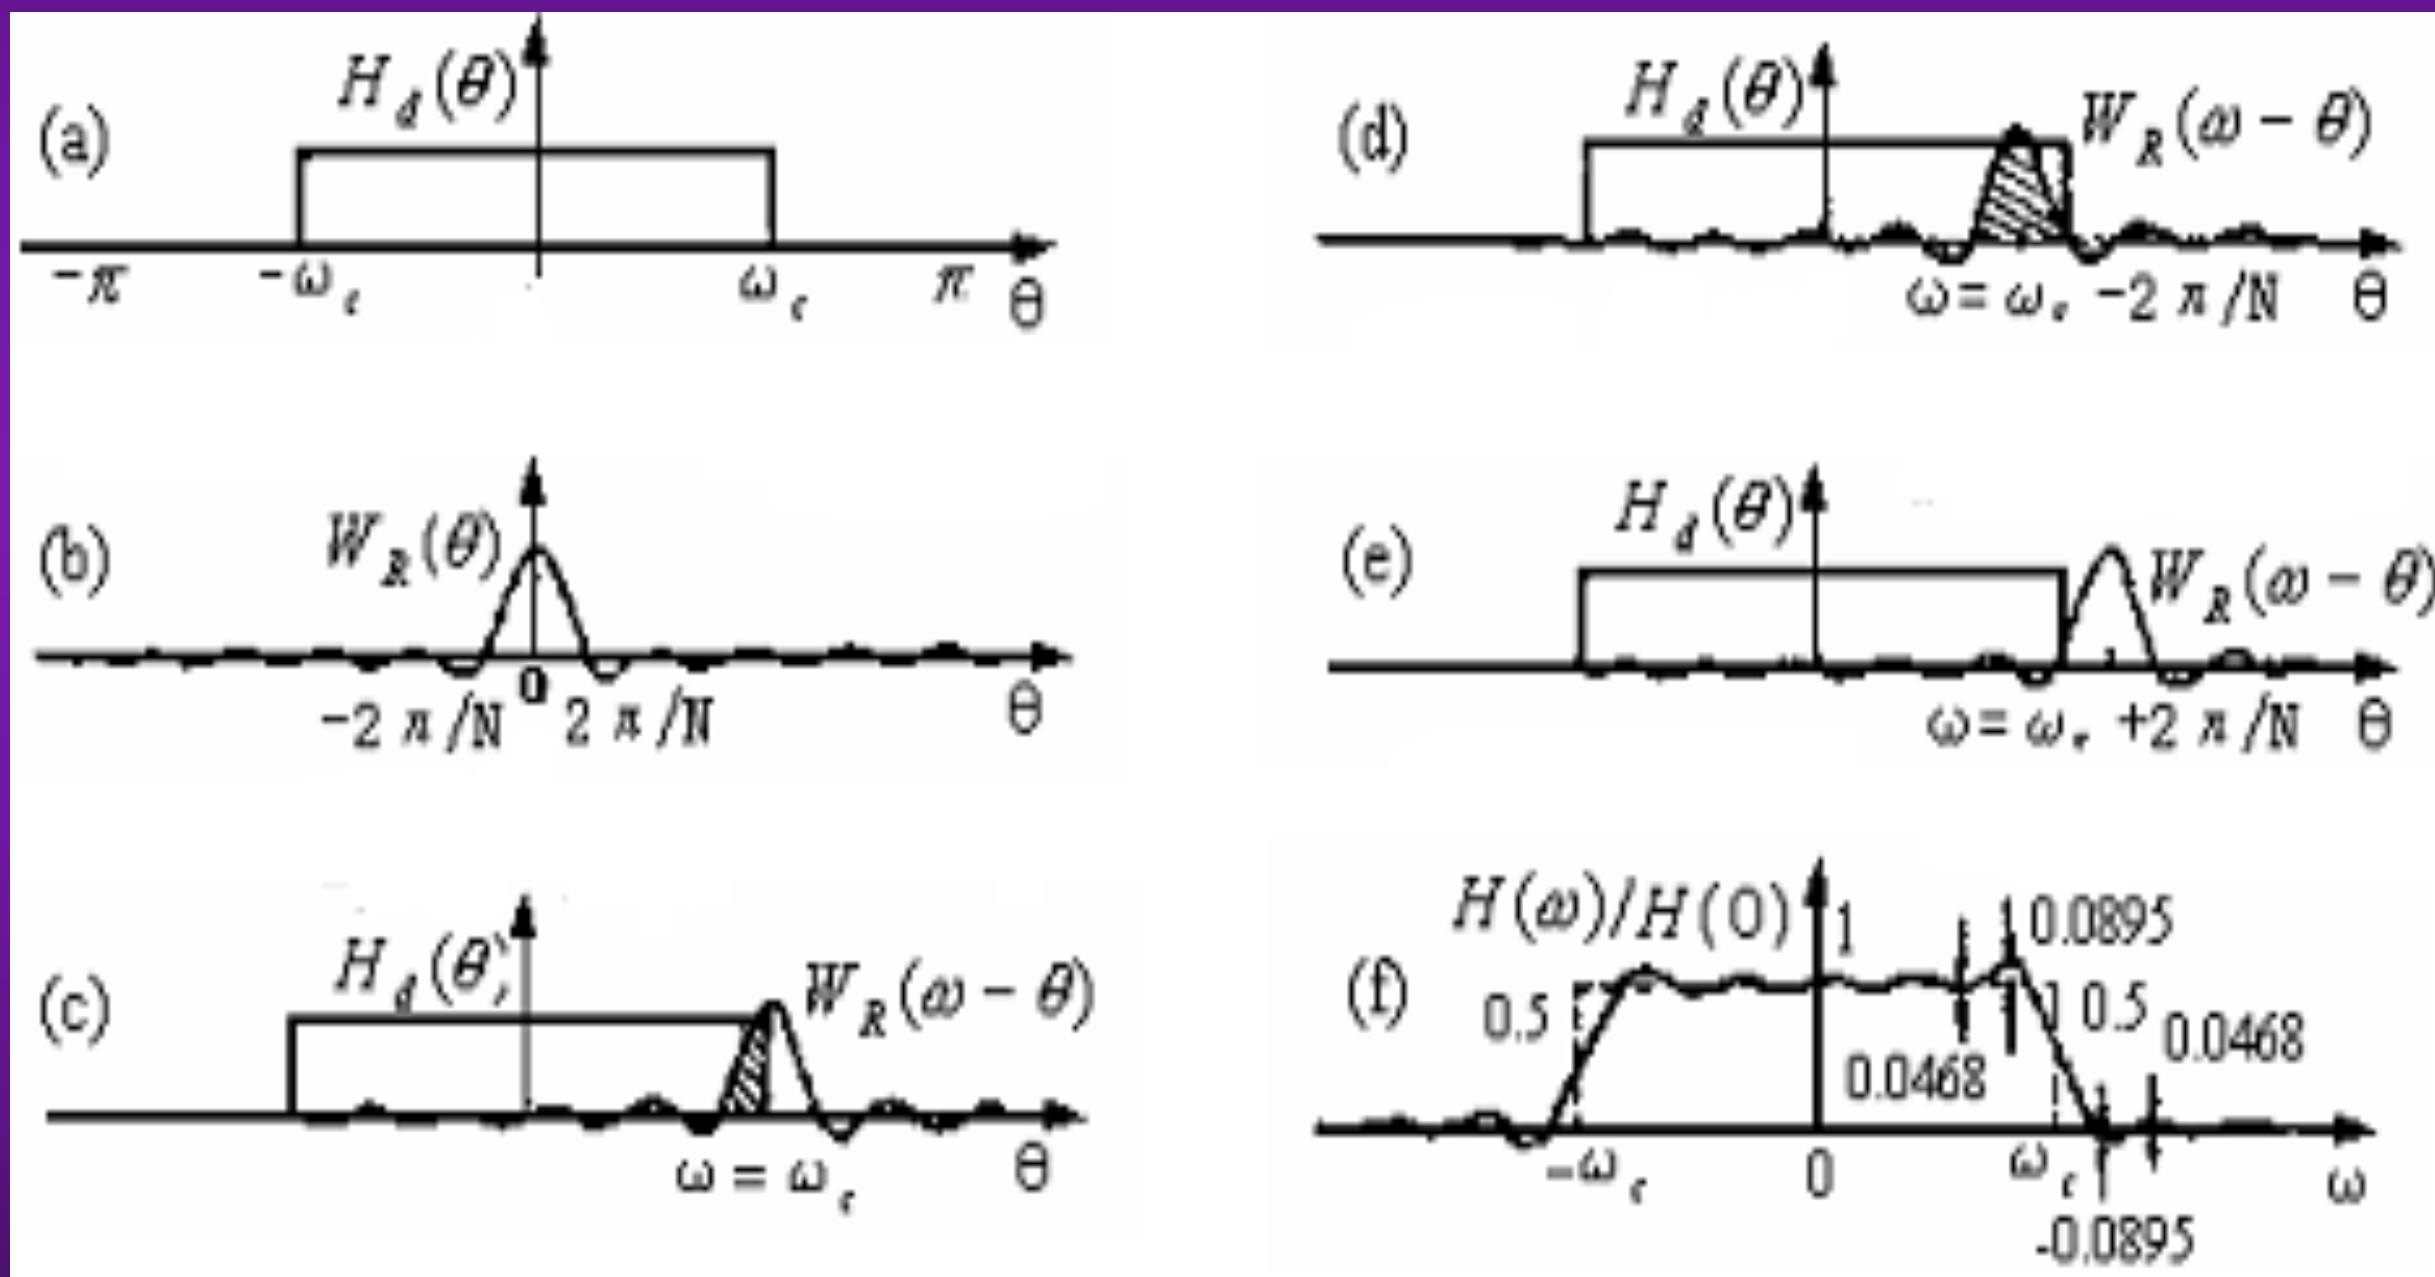 (a)
H_d(θ)
-π
-ω_c
ω_c
π
θ
(b)
W_R(θ)
-2π/N
0
2π/N
θ
(c)
H_d(θ)
W_R(ω-θ)
ω=ω_c
θ
(d)
H_d(θ)
W_R(ω-θ)
ω=ω_c -2π/N
θ
(e)
H_d(θ)
W_R(ω-θ)
ω=ω_c +2π/N
θ
(f)
H(ω)/H(0)
1
0.0895
0.5
0.5
0.0468
0.0468
-ω_c
0
ω_c
ω
-0.0895